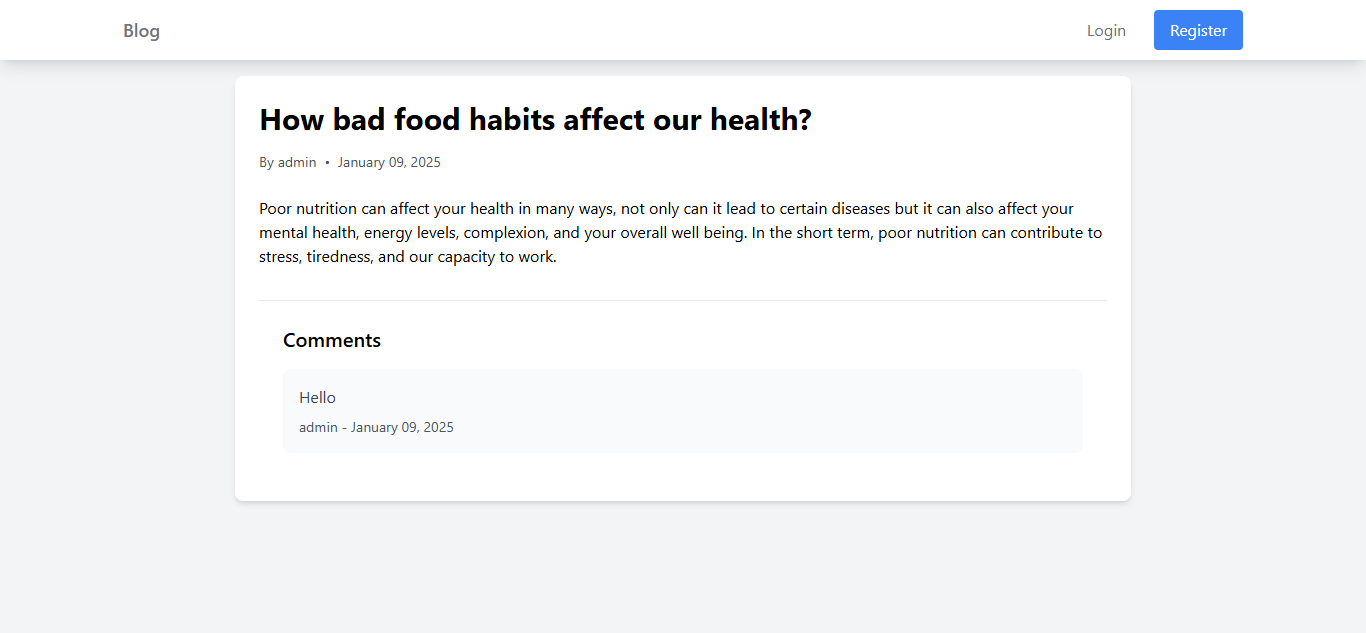 Blog
Login
Register
How bad food habits affect our health?
By admin • January 09, 2025
Poor nutrition can affect your health in many ways, not only can it lead to certain diseases but it can also affect your
mental health, energy levels, complexion, and your overall well being. In the short term, poor nutrition can contribute to
stress, tiredness, and our capacity to work.
Comments
Hello
admin - January 09, 2025